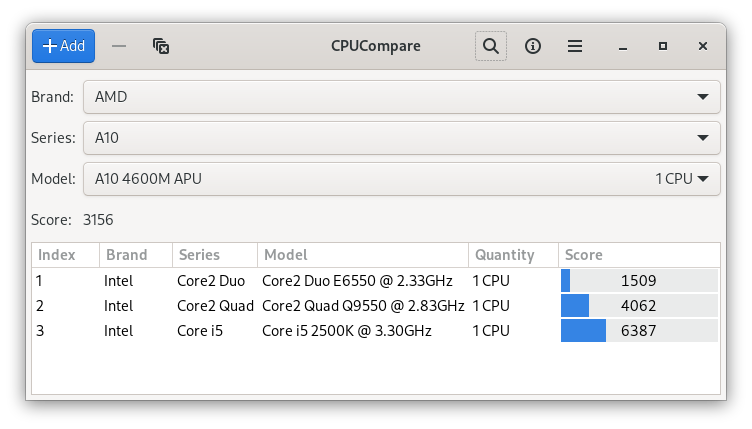 Add CPUCompare
Brand: AMD
Series: A10
Model: A10 4600M APU 1 CPU
Score: 3156
Index Brand Series Model Quantity Score
1 Intel Core2 Duo Core2 Duo E6550 @ 2.33GHz 1 CPU 1509
2 Intel Core2 Quad Core2 Quad Q9550 @ 2.83GHz 1 CPU 4062
3 Intel Core i5 Core i5 2500K @ 3.30GHz 1 CPU 6387